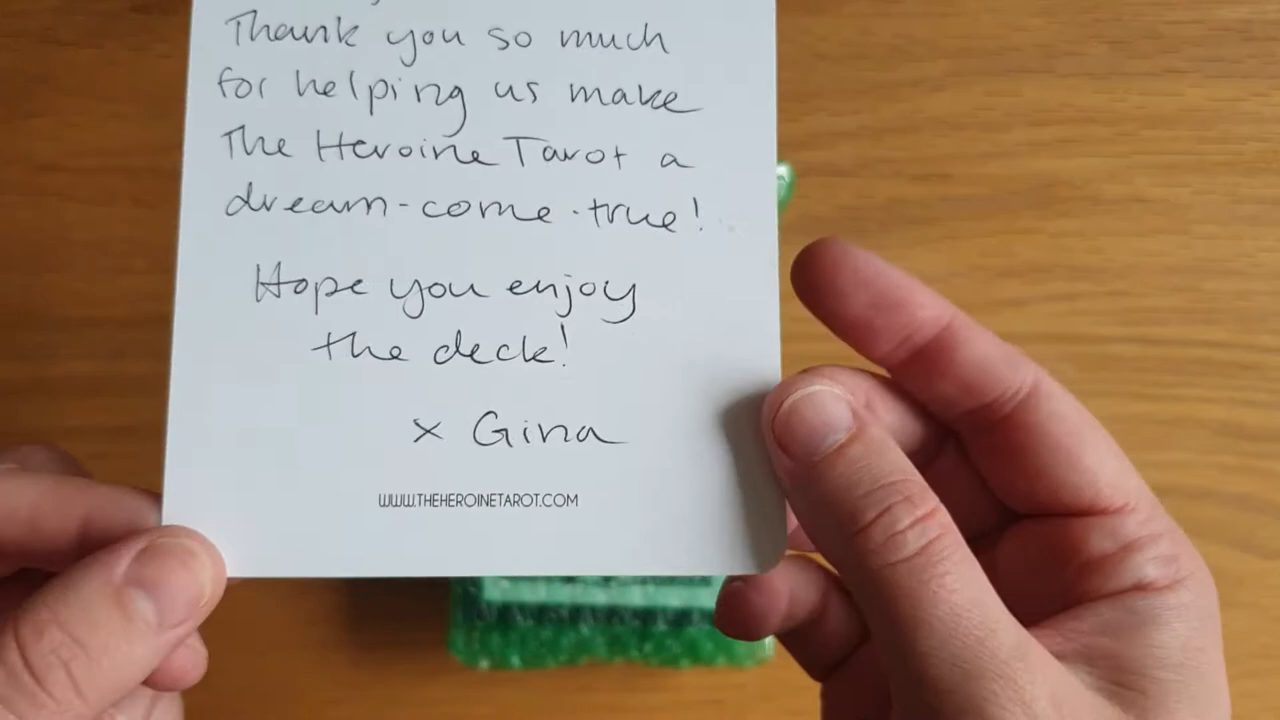 Thank you so much
for helping us make
The Heroine Tarot a
dream-come-true!
Hope you enjoy
the deck!
x Gina
WWW.THEHEROINETAROT.COM